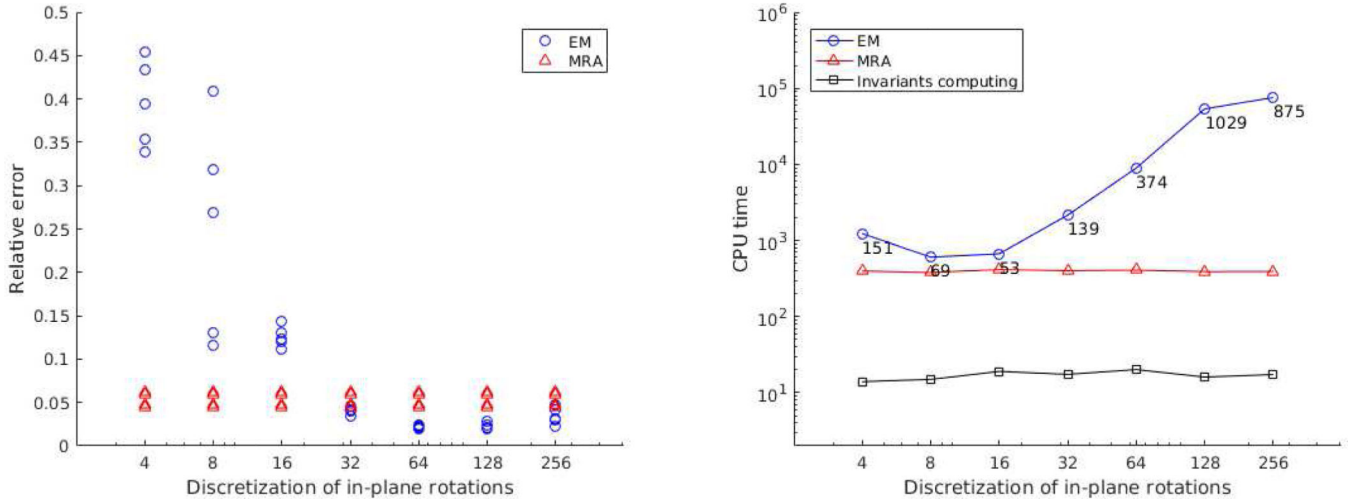 0.5
0.45
0.4
0.35
0.3
0.25
0.2
0.15
0.1
0.05
0
Relative error
EM
MRA
4 8 16 32 64 128 256
Discretization of in-plane rotations
10^6
10^5
10^4
10^3
10^2
10^1
CPU time
EM
MRA
Invariants computing
151
69
53
139
374
1029
875
4 8 16 32 64 128 256
Discretization of in-plane rotations